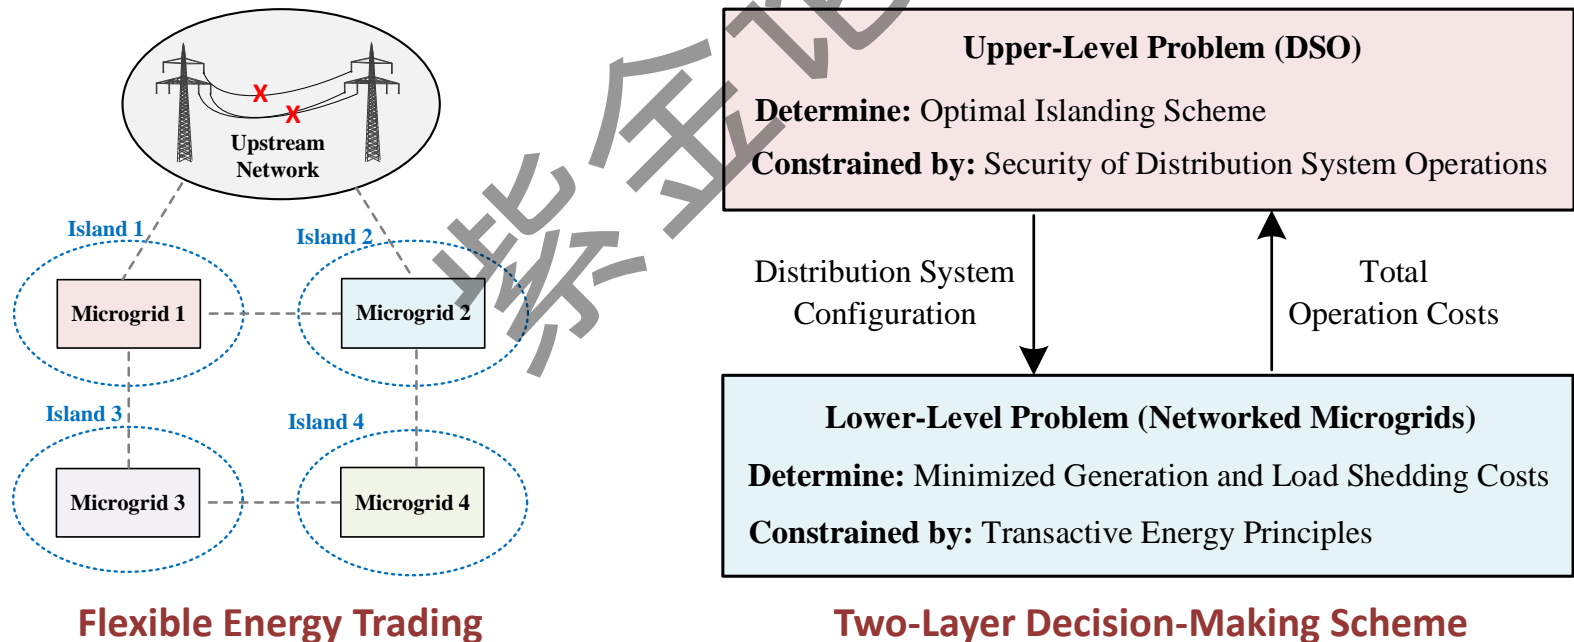 X
X
Upstream
Network
Island 1
Island 2
Microgrid 1
Microgrid 2
Island 3
Island 4
Microgrid 3
Microgrid 4
Flexible Energy Trading
Upper-Level Problem (DSO)
Determine: Optimal Islanding Scheme
Constrained by: Security of Distribution System Operations
Distribution System
Configuration
Total
Operation Costs
Lower-Level Problem (Networked Microgrids)
Determine: Minimized Generation and Load Shedding Costs
Constrained by: Transactive Energy Principles
Two-Layer Decision-Making Scheme
紫金